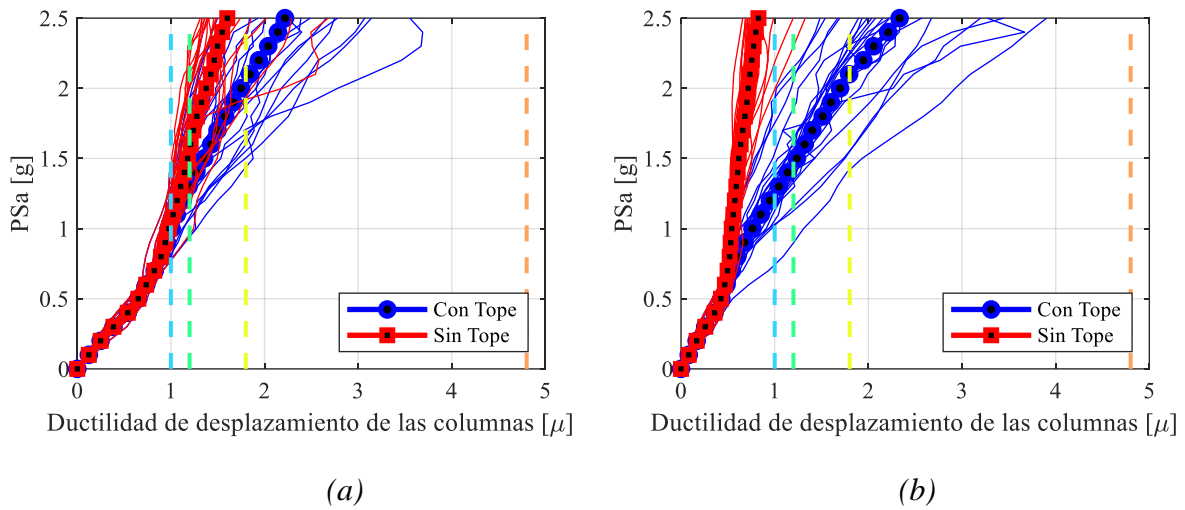 2.5
2
1.5
1
0.5
0
PSa [g]
0 1 2 3 4 5
Ductilidad de desplazamiento de las columnas [μ]
Con Tope
Sin Tope
(a)
2.5
2
1.5
1
0.5
0
PSa [g]
0 1 2 3 4 5
Ductilidad de desplazamiento de las columnas [μ]
Con Tope
Sin Tope
(b)